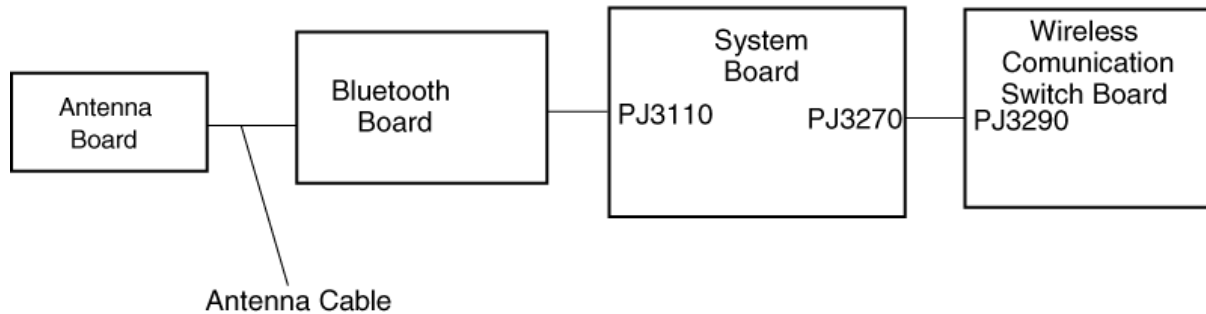 Antenna
Board
Bluetooth
Board
System
Board
PJ3110
PJ3270
Wireless
Comunication
Switch Board
PJ3290
Antenna Cable